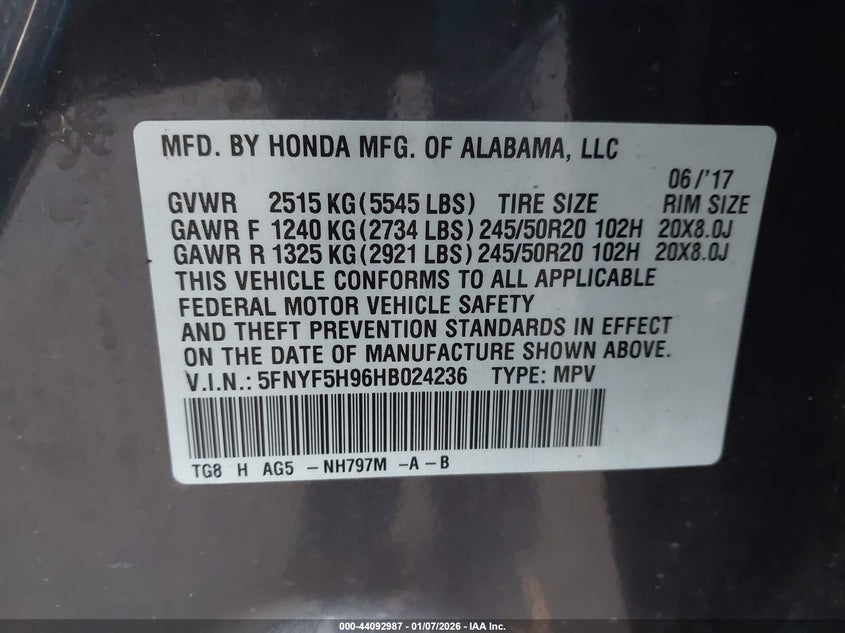 MFD. BY HONDA MFG. OF ALABAMA, LLC
06/'17
GVWR 2515 KG (5545 LBS) TIRE SIZE RIM SIZE
GAWR F 1240 KG (2734 LBS) 245/50R20 102H 20X8.0J
GAWR R 1325 KG (2921 LBS) 245/50R20 102H 20X8.0J
THIS VEHICLE CONFORMS TO ALL APPLICABLE
FEDERAL MOTOR VEHICLE SAFETY
AND THEFT PREVENTION STANDARDS IN EFFECT
ON THE DATE OF MANUFACTURE SHOWN ABOVE.
V.I.N.: 5FNYF5H96HB024236 TYPE: MPV
TG8 H AG5 -NH797M -A-B
000-44092987 - 01/07/2026 - IAA Inc.